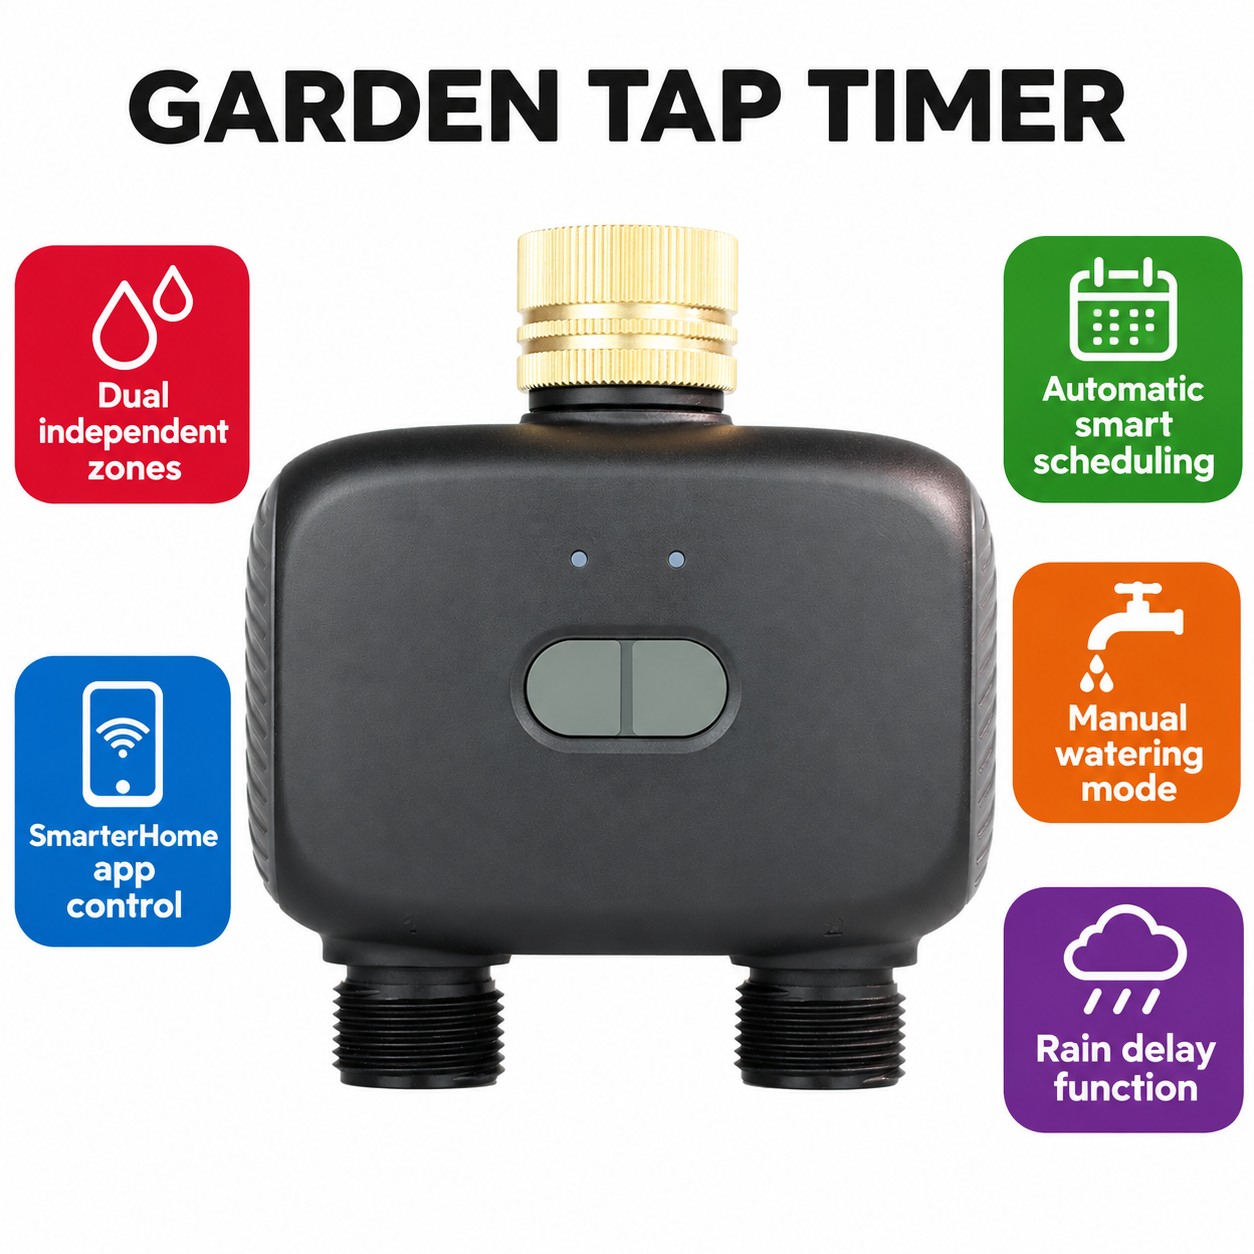 GARDEN TAP TIMER
Dual
independent
zones
SmarterHome
app
control
Automatic
smart
scheduling
Manual
watering
mode
Rain delay
function